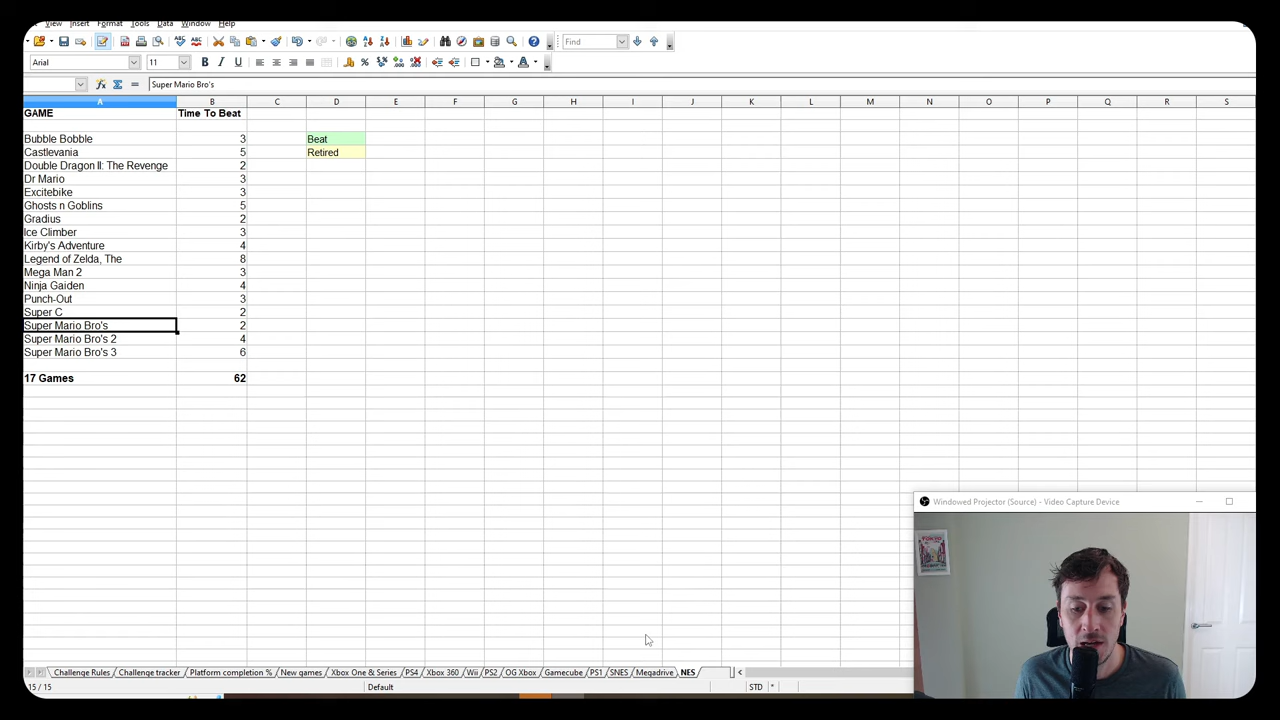 View Insert Format Tools Data Window Help
Find
Arial 11
Super Mario Bro's
A B C D E F G H I J K L M N O P Q R S
GAME Time To Beat
Bubble Bobble 3 Beat
Castlevania 5 Retired
Double Dragon II: The Revenge 2
Dr Mario 3
Excitebike 3
Ghosts n Goblins 5
Gradius 2
Ice Climber 3
Kirby's Adventure 4
Legend of Zelda, The 8
Mega Man 2 3
Ninja Gaiden 4
Punch-Out 3
Super C 2
Super Mario Bro's 2
Super Mario Bro's 2 4
Super Mario Bro's 3 6
17 Games 62
Windowed Projector (Source) - Video Capture Device
Challenge Rules Challenge tracker Platform completion % New games Xbox One & Series PS4 Xbox 360 Wii PS2 OG Xbox Gamecube PS1 SNES Megadrive NES
15 / 15 Default STD *